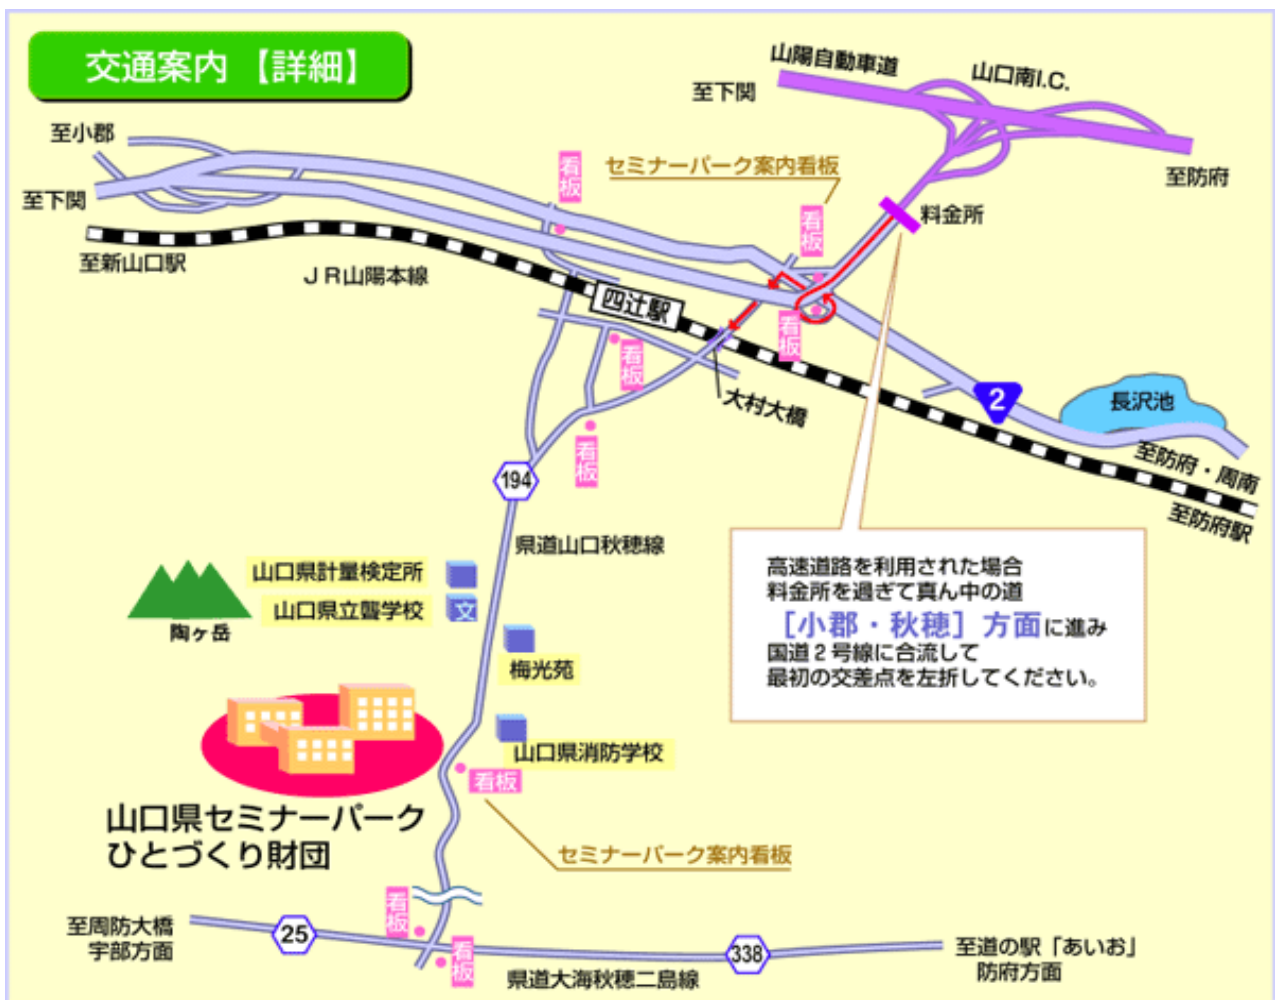 交通案内【詳細】
山陽自動車道
山口南I.C.
至下関
至防府
料金所
至小郡
至下関
至新山口駅
JR山陽本線
看板
セミナーパーク案内看板
看板
看板
四辻駅
看板
大村大橋
2
長沢池
至防府・周南
至防府駅
看板
194
県道山口秋穂線
高速道路を利用された場合
料金所を過ぎて真ん中の道
［小郡・秋穂］方面に進み
国道2号線に合流して
最初の交差点を左折してください。
山口県計量検定所
山口県立聾学校
文
陶ヶ岳
梅光苑
山口県消防学校
看板
山口県セミナーパーク
ひとづくり財団
セミナーパーク案内看板
看板
至周防大橋
宇部方面
25
看板
338
県道大海秋穂二島線
至道の駅「あいお」
防府方面